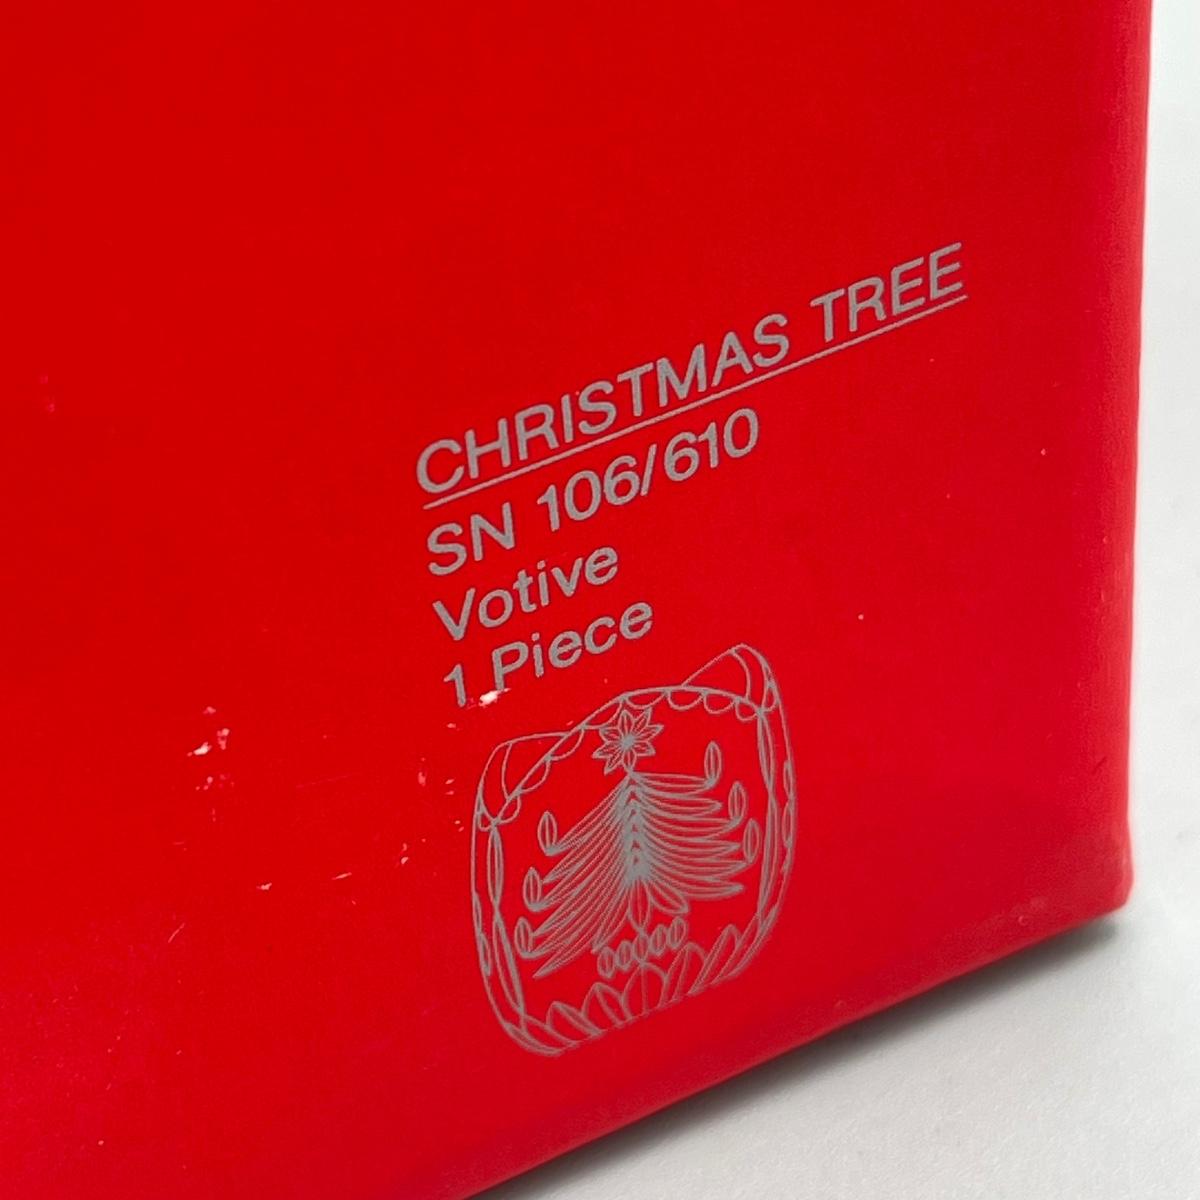 CHRISTMAS TREE
SN 106/610
Votive
1 Piece